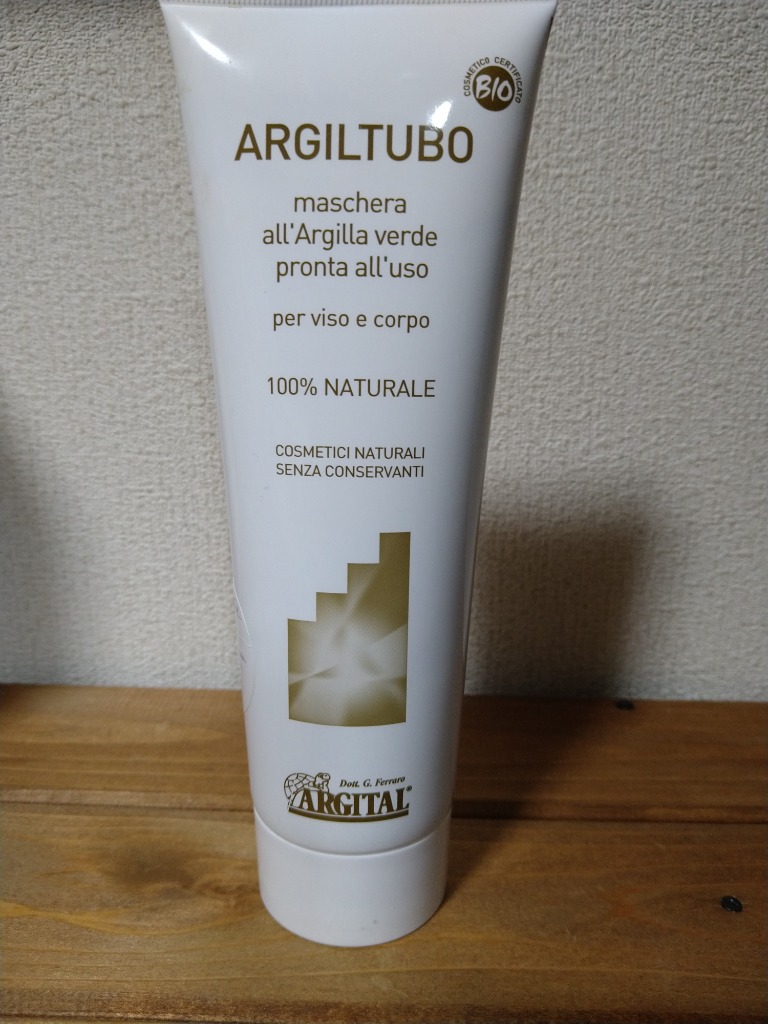 COSMETICO CERTIFICATO
BIO
ARGILTUBO
maschera
all'Argilla verde
pronta all'uso
per viso e corpo
100% NATURALE
COSMETICI NATURALI
SENZA CONSERVANTI
Dott. G. Ferraro
ARGITAL®